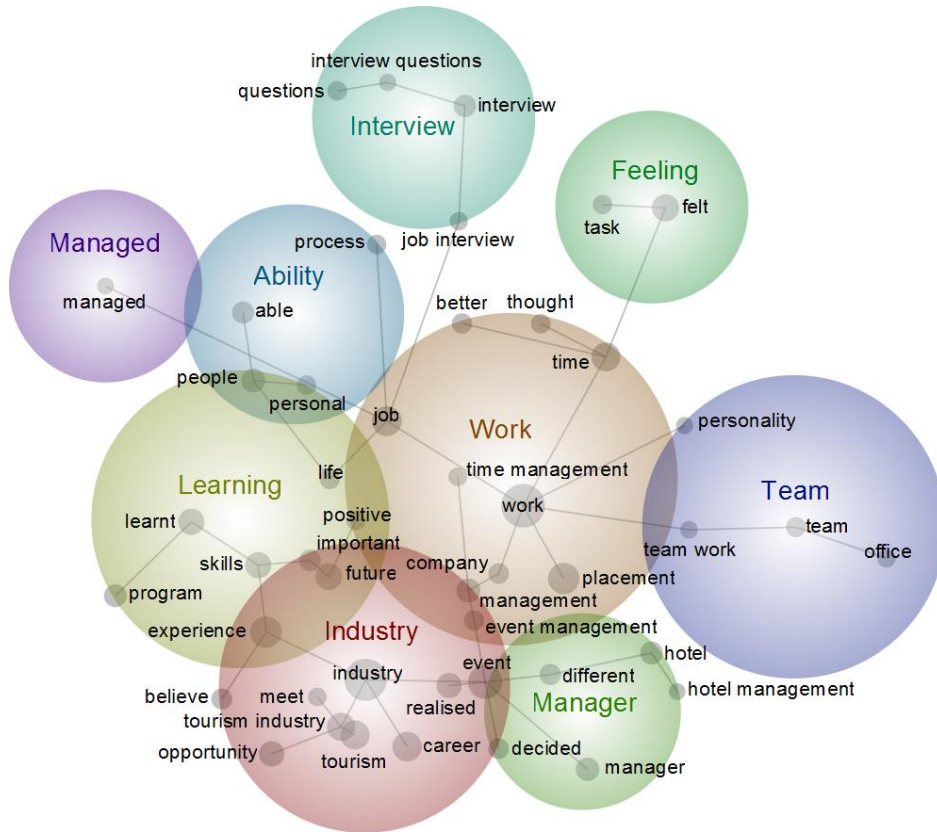 interview questions
questions
interview
Interview
Feeling
felt
task
process
job interview
Managed
managed
Ability
able
better
thought
time
people
personal
job
personality
Work
life
time management
Learning
Team
positive
work
learnt
important
team
team work
office
skills
future
company
placement
program
management
experience
Industry
event management
industry
event
different
hotel
believe
meet
realised
Manager
hotel management
tourism
industry
opportunity
tourism
career
decided
manager